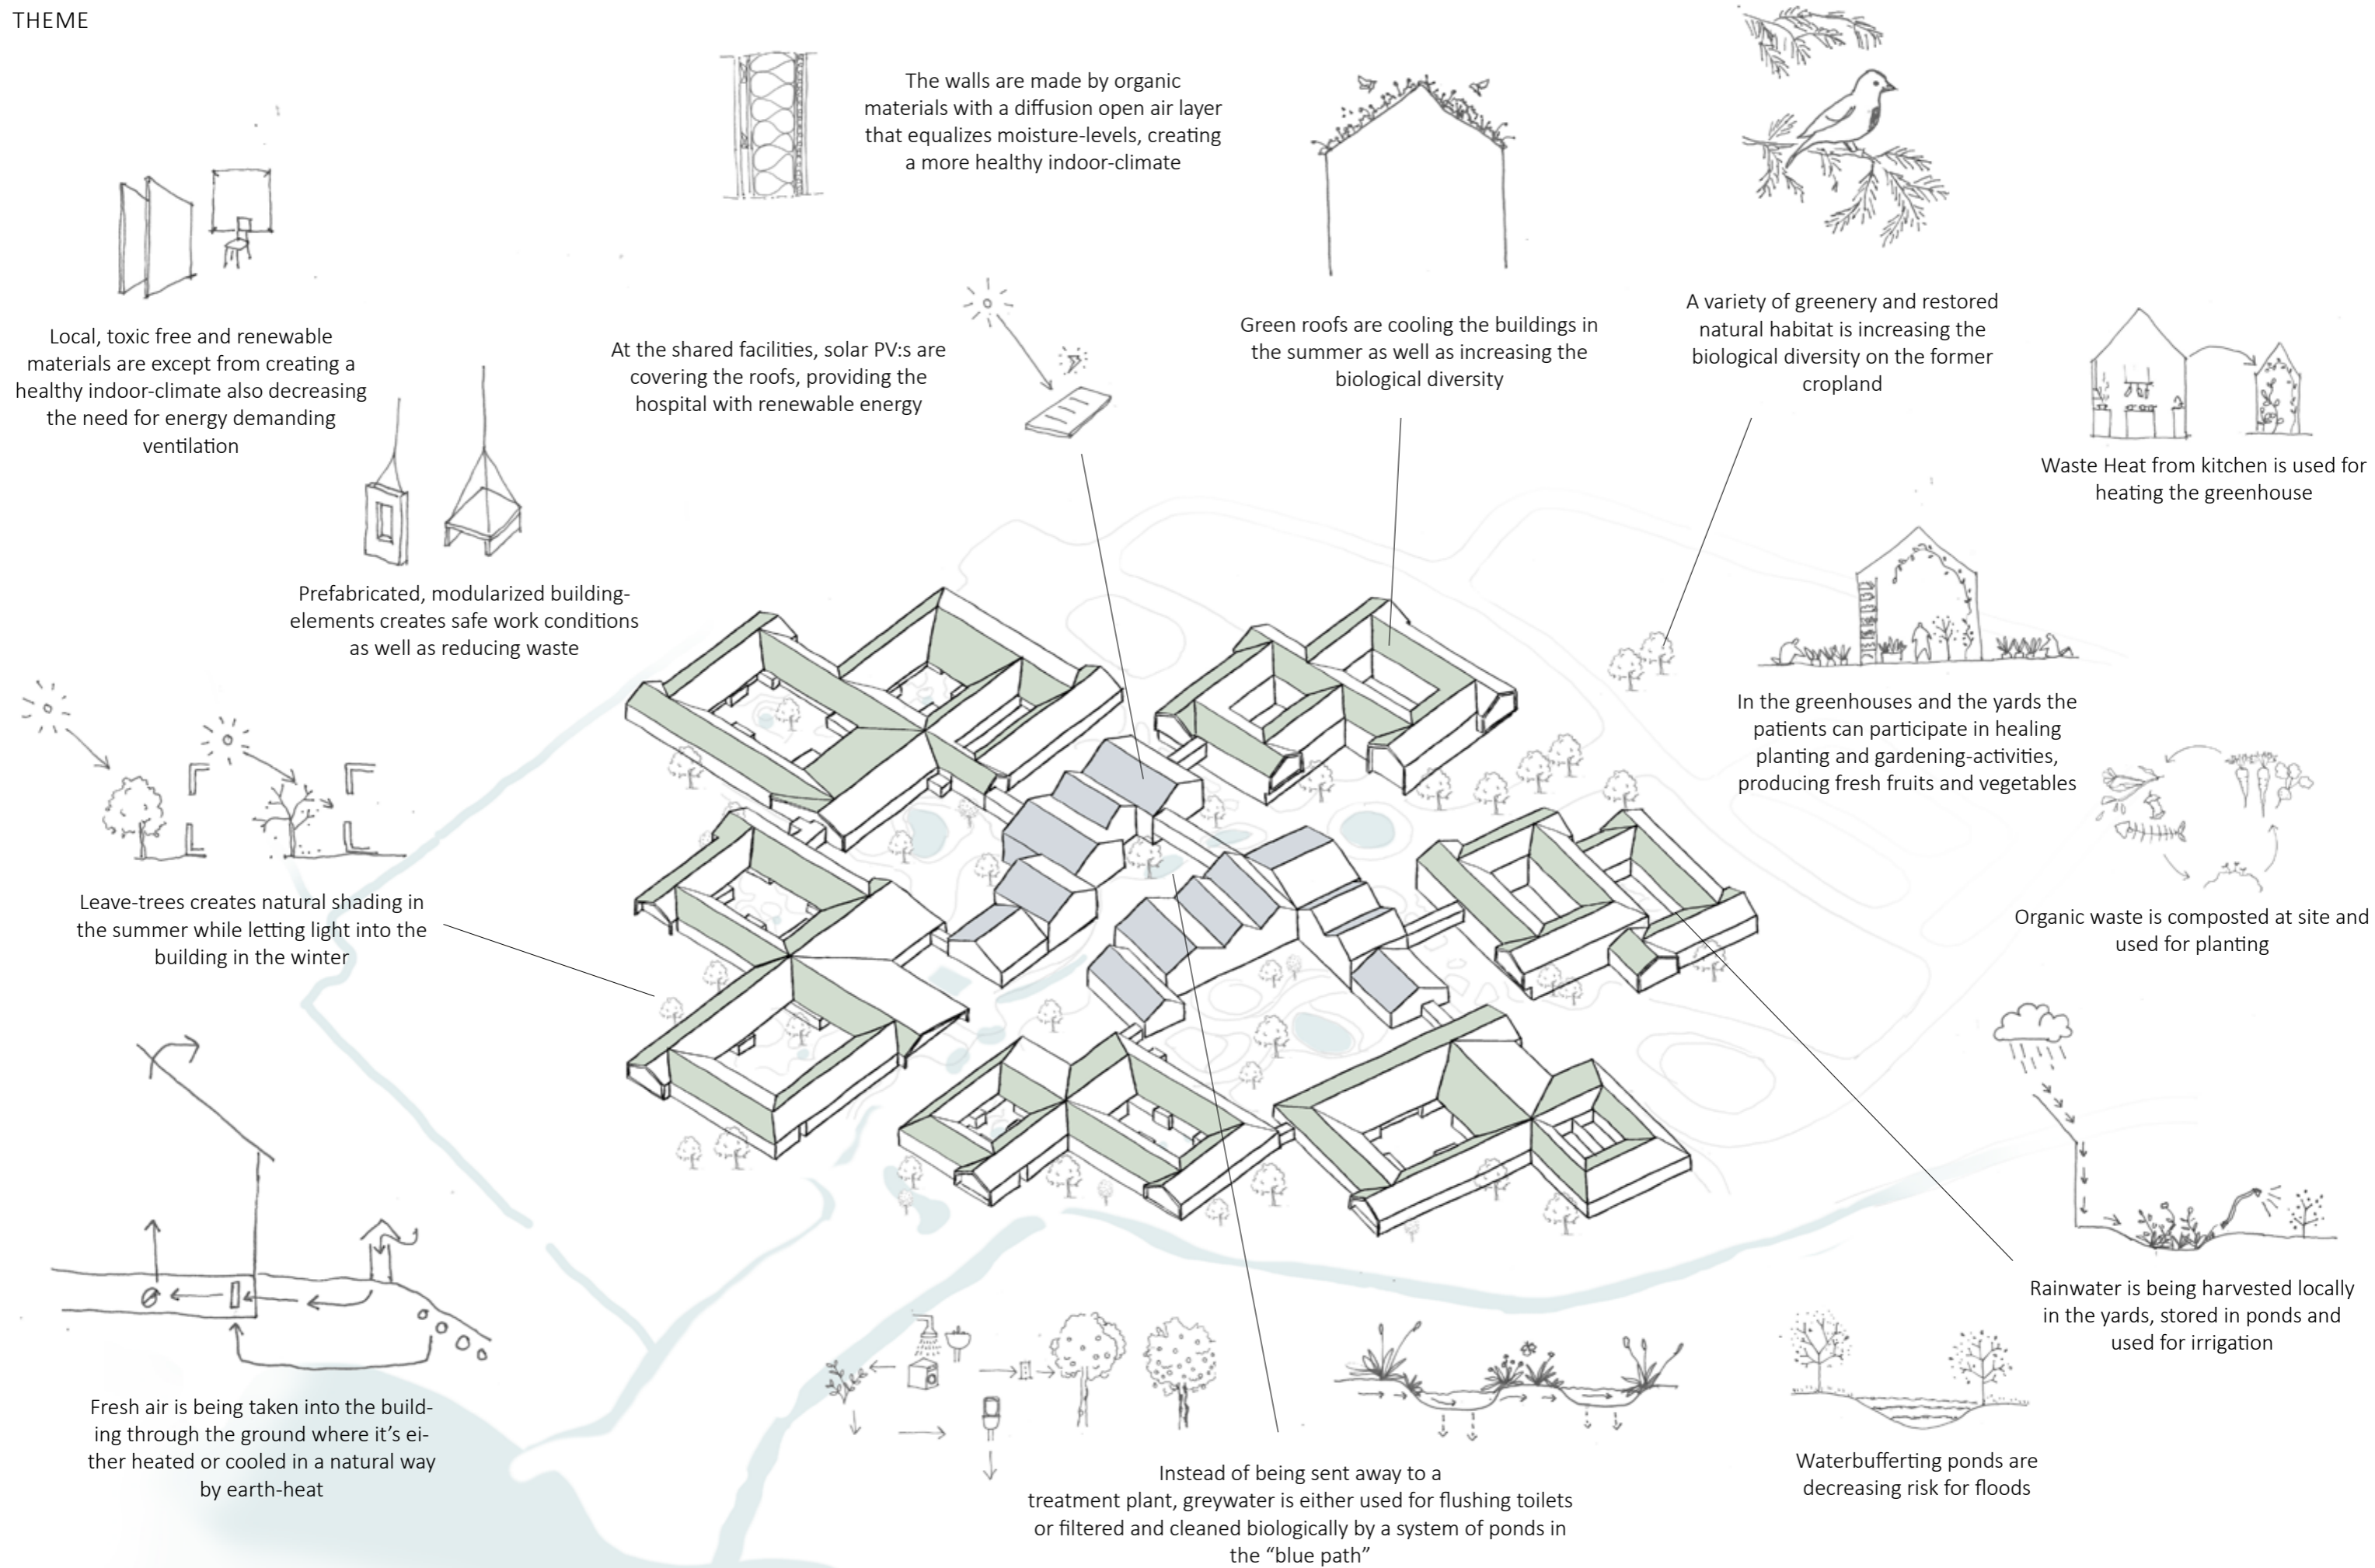 THEME
The walls are made by organic
materials with a diffusion open air layer
that equalizes moisture-levels, creating
a more healthy indoor-climate
Local, toxic free and renewable
materials are except from creating a
healthy indoor-climate also decreasing
the need for energy demanding
ventilation
At the shared facilities, solar PV:s are
covering the roofs, providing the
hospital with renewable energy
Green roofs are cooling the buildings in
the summer as well as increasing the
biological diversity
A variety of greenery and restored
natural habitat is increasing the
biological diversity on the former
cropland
Waste Heat from kitchen is used for
heating the greenhouse
Prefabricated, modularized building-
elements creates safe work conditions
as well as reducing waste
In the greenhouses and the yards the
patients can participate in healing
planting and gardening-activities,
producing fresh fruits and vegetables
Leave-trees creates natural shading in
the summer while letting light into the
building in the winter
Organic waste is composted at site and
used for planting
Rainwater is being harvested locally
in the yards, stored in ponds and
used for irrigation
Fresh air is being taken into the build-
ing through the ground where it's ei-
ther heated or cooled in a natural way
by earth-heat
Instead of being sent away to a
treatment plant, greywater is either used for flushing toilets
or filtered and cleaned biologically by a system of ponds in
the “blue path”
Waterbufferting ponds are
decreasing risk for floods